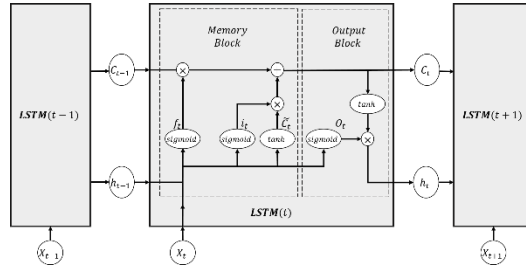 Memory
Block
Output
Block
C_{t-1}
×
−
C_t
tanh
LSTM(t − 1)
×
LSTM(t + 1)
f_t
i_t
C̃_t
O_t
sigmoid
sigmoid
tanh
sigmoid
×
h_{t-1}
h_t
LSTM(t)
X_{t-1}
X_t
X_{t+1}